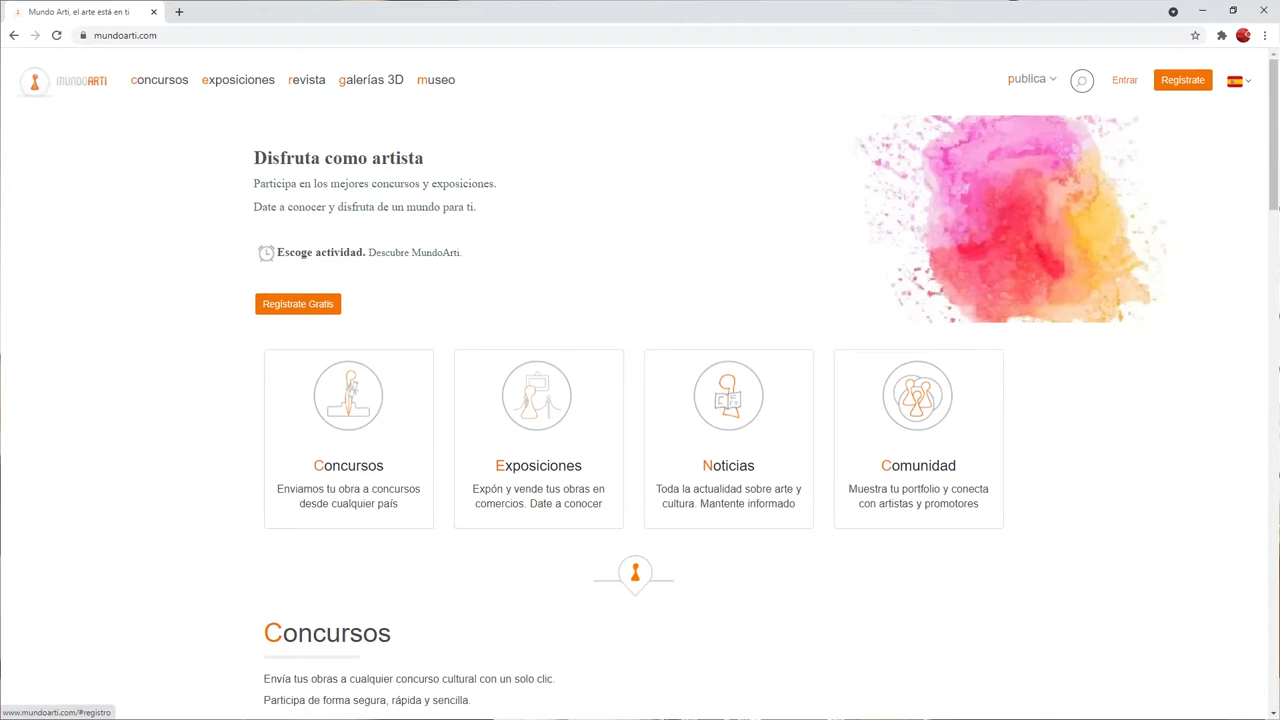 Mundo Arti, el arte está en ti
mundoarti.com
MUNDOARTI
concursos
exposiciones
revista
galerías 3D
museo
publica
Entrar
Regístrate
Disfruta como artista
Participa en los mejores concursos y exposiciones.
Date a conocer y disfruta de un mundo para ti.
Escoge actividad. Descubre MundoArti.
Regístrate Gratis
Concursos
Enviamos tu obra a concursos
desde cualquier país
Exposiciones
Expón y vende tus obras en
comercios. Date a conocer
Noticias
Toda la actualidad sobre arte y
cultura. Mantente informado
Comunidad
Muestra tu portfolio y conecta
con artistas y promotores
Concursos
Envía tus obras a cualquier concurso cultural con un solo clic.
Participa de forma segura, rápida y sencilla.
www.mundoarti.com/#registro